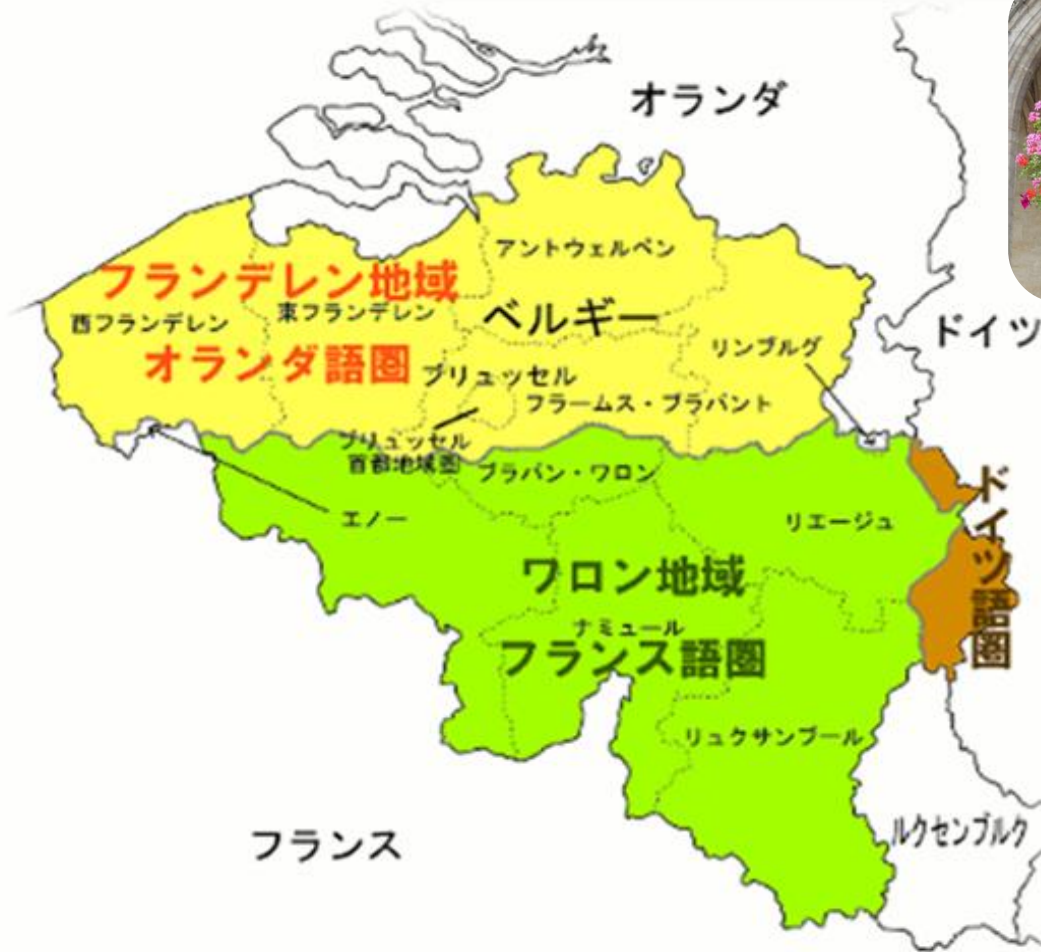 オランダ
アントウェルペン
フランデレン地域
西フランデレン
東フランデレン
ベルギー
ドイツ
オランダ語圏
リンブルグ
ブリュッセル
フラームス・ブラバント
ブリュッセル
首都地域圏
ブラバン・ワロン
エノー
リエージュ
ドイツ語圏
ワロン地域
ナミュール
フランス語圏
リュクサンブール
フランス
ルクセンブルク